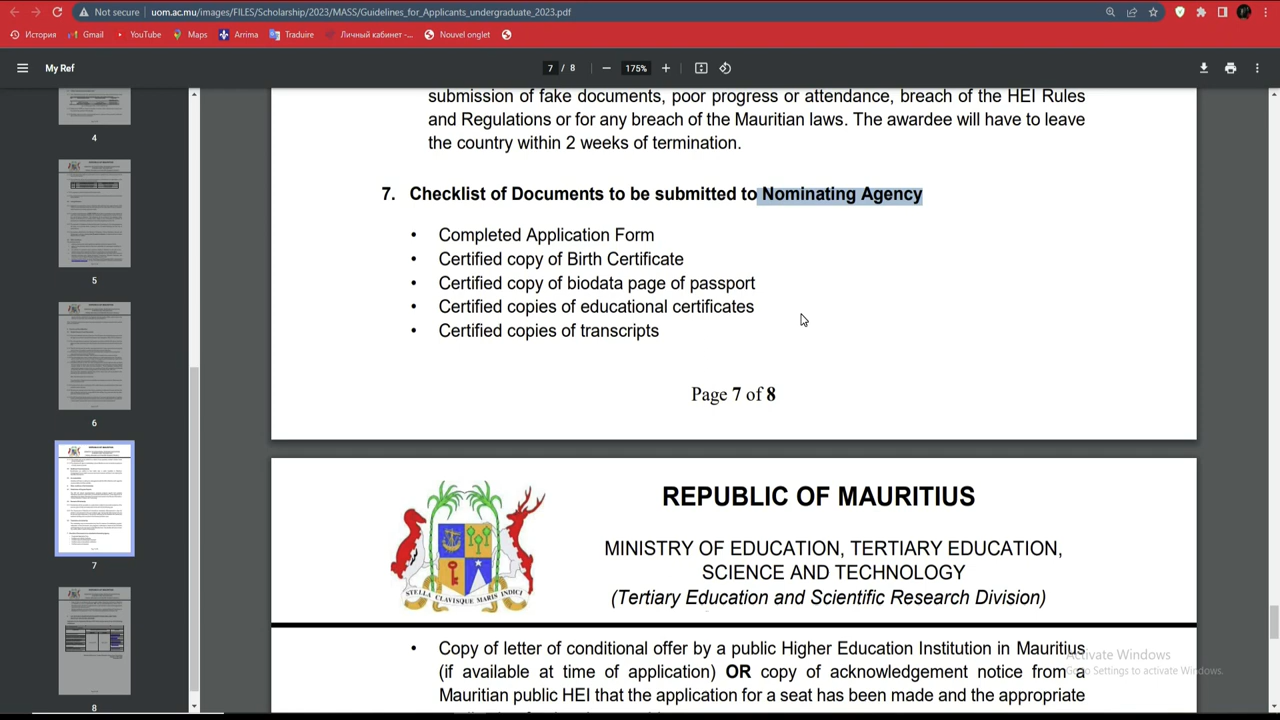 Not secure | uom.ac.mu/images/FILES/Scholarship/2023/MASS/Guidelines_for_Applicants_undergraduate_2023.pdf
История Gmail YouTube Maps Arrima Traduire Личный кабинет -... Nouvel onglet
My Ref 7 / 8 175%
submission of fake documents, poor progress or attendance, breach of the HEI Rules
and Regulations or for any breach of the Mauritian laws. The awardee will have to leave
the country within 2 weeks of termination.
4
7. Checklist of Documents to be submitted to Nominating Agency
• Completed Application Form
• Certified copy of Birth Certificate
• Certified copy of biodata page of passport
• Certified copies of educational certificates
• Certified copies of transcripts
5
Page 7 of 8
6
REPUBLIC OF MAURITIUS
MINISTRY OF EDUCATION, TERTIARY EDUCATION,
SCIENCE AND TECHNOLOGY
(Tertiary Education and Scientific Research Division)
STELLA CLAVISQUE MARIS INDICI
7
• Copy of letter of conditional offer by a public Higher Education Institution in Mauritius
(if available at time of application) OR copy of acknowledgement notice from a
Mauritian public HEI that the application for a seat has been made and the appropriate
Activate Windows
Go to Settings to activate Windows.
8